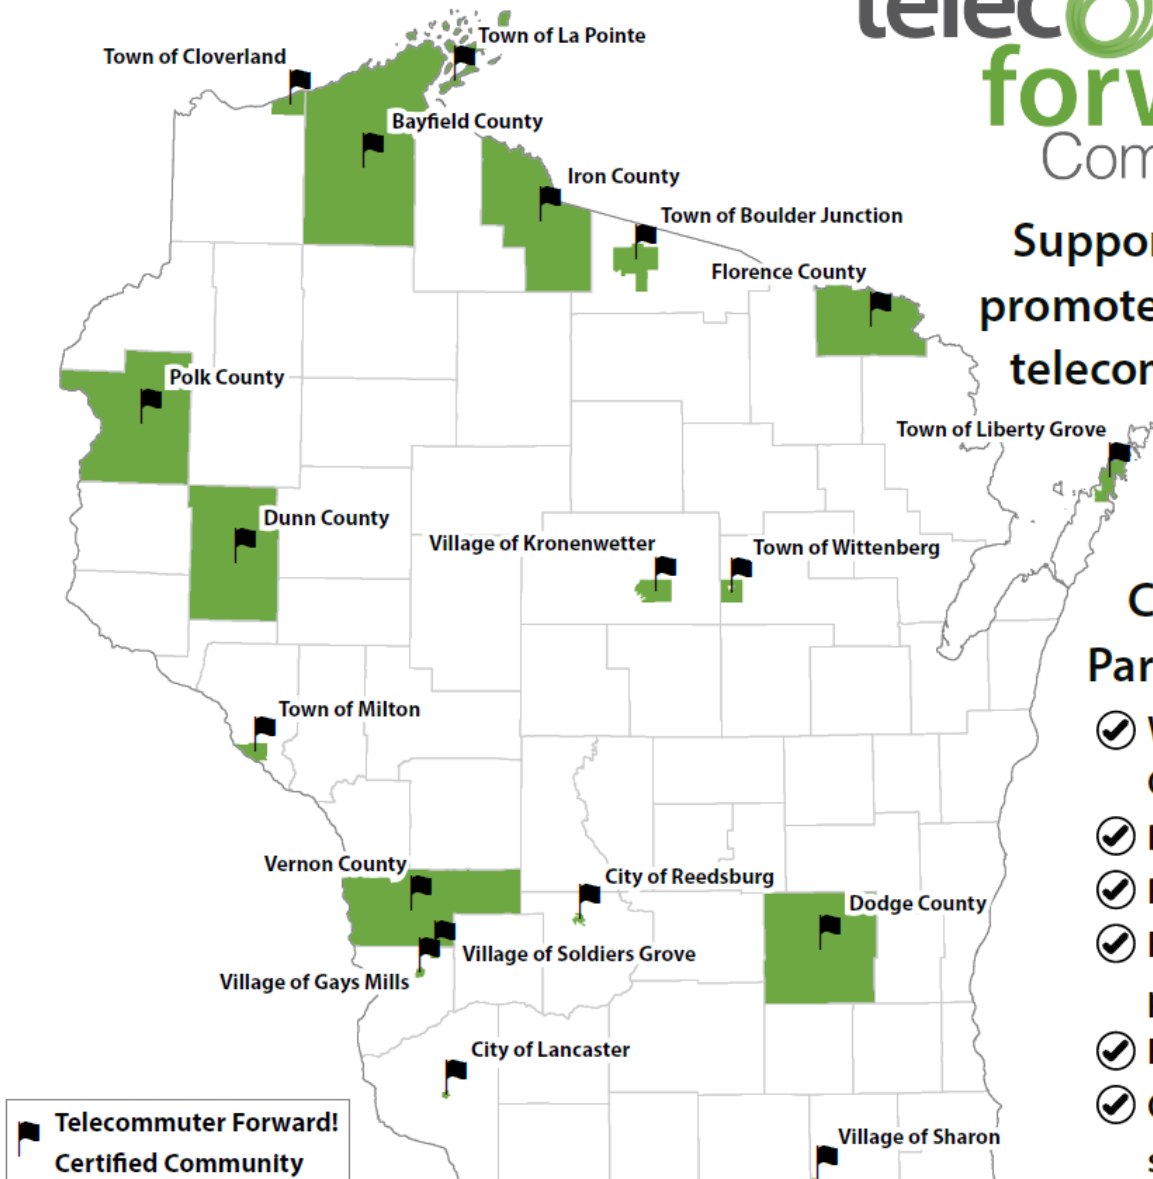 Town of La Pointe
Town of Cloverland
forw
Bayfield County
Com
Iron County
Town of Boulder Junction
Suppor
Florence County
promote
telecom
Polk County
Town of Liberty Grove
Dunn County
Village of Kronenwetter
Town of Wittenberg
C
Par
Town of Milton
Vernon County
City of Reedsburg
Dodge County
Village of Soldiers Grove
Village of Gays Mills
City of Lancaster
Telecommuter Forward!
Certified Community
Village of Sharon